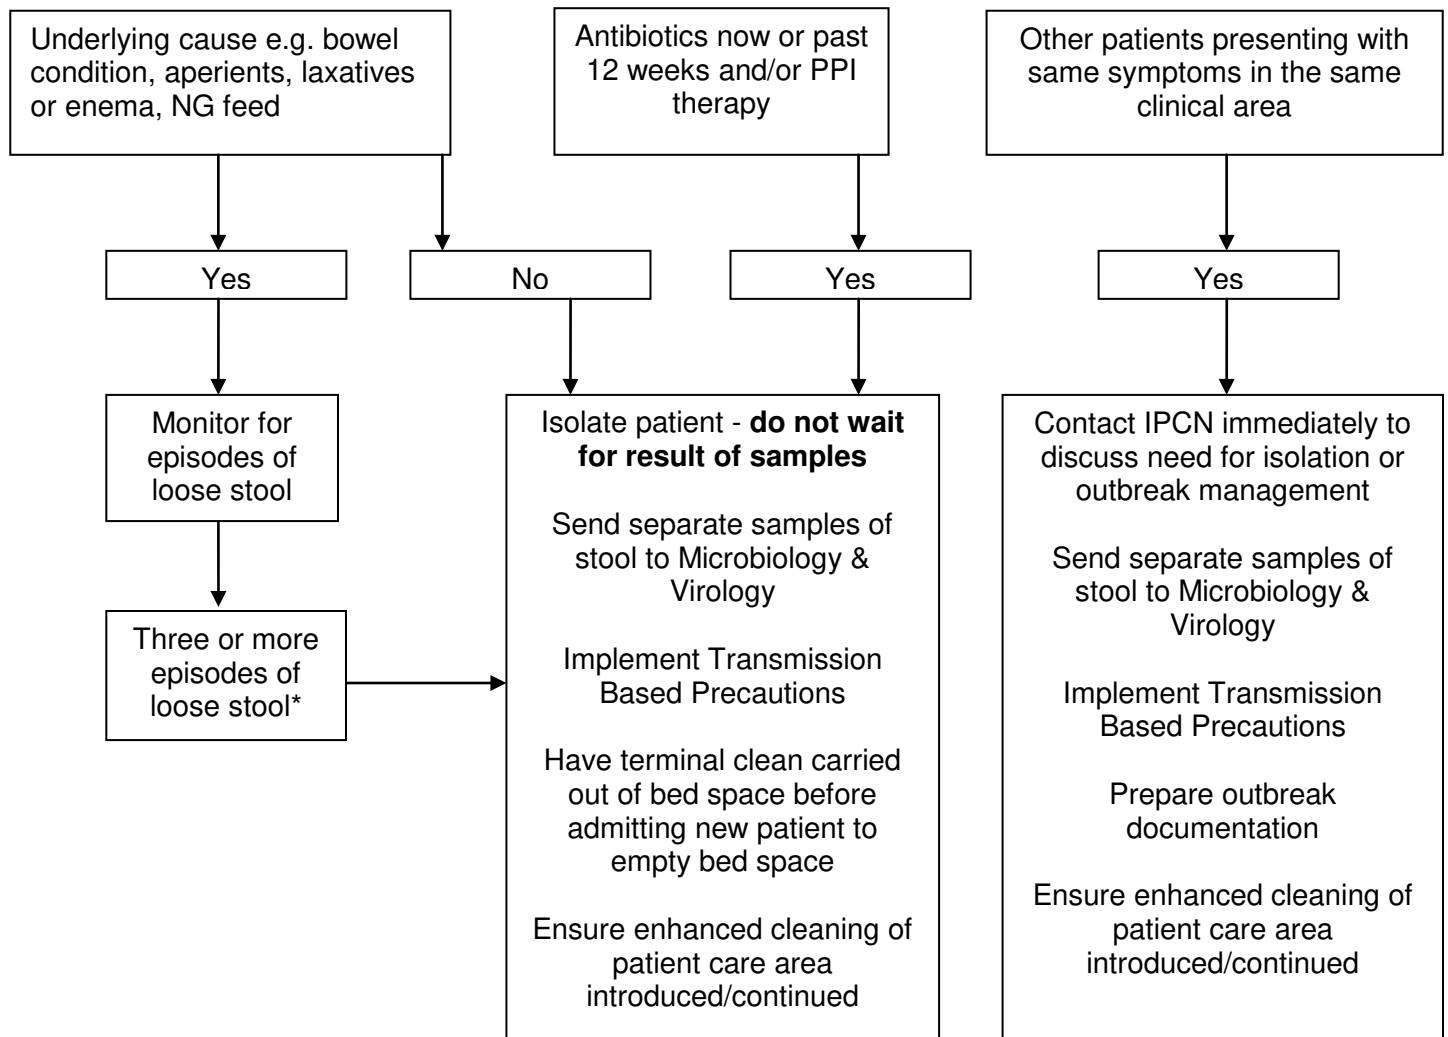 Underlying cause e.g. bowel
condition, aperients, laxatives
or enema, NG feed
Antibiotics now or past
12 weeks and/or PPI
therapy
Other patients presenting with
same symptoms in the same
clinical area
Yes
No
Yes
Yes
Monitor for
episodes of
loose stool
Three or more
episodes of
loose stool*
Isolate patient - do not wait
for result of samples
Send separate samples of
stool to Microbiology &
Virology
Implement Transmission
Based Precautions
Have terminal clean carried
out of bed space before
admitting new patient to
empty bed space
Ensure enhanced cleaning of
patient care area
introduced/continued
Contact IPCN immediately to
discuss need for isolation or
outbreak management
Send separate samples of
stool to Microbiology &
Virology
Implement Transmission
Based Precautions
Prepare outbreak
documentation
Ensure enhanced cleaning of
patient care area
introduced/continued